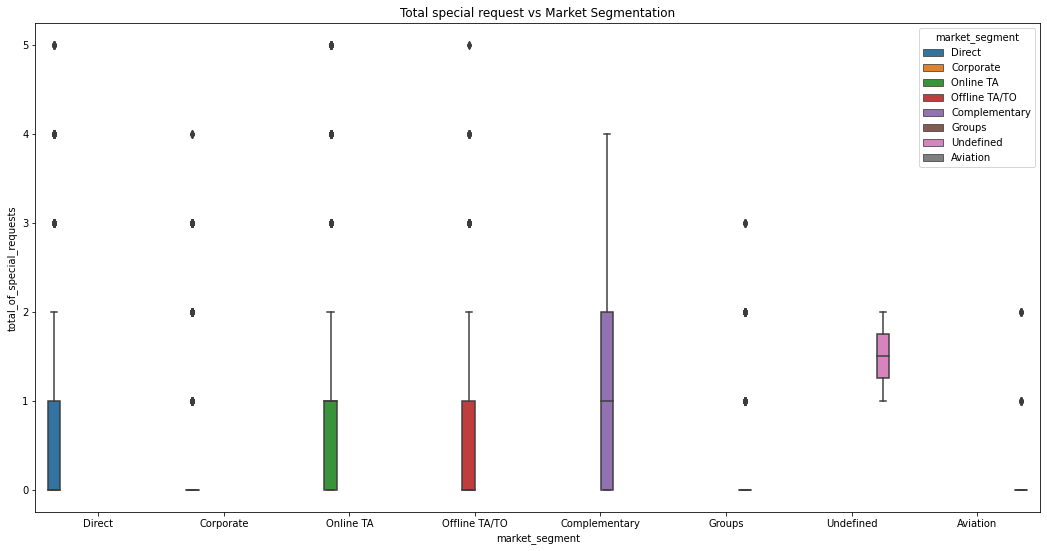 Total special request vs Market Segmentation
market_segment
Direct
Corporate
Online TA
Offline TA/TO
Complementary
Groups
Undefined
Aviation
total_of_special_requests
5
4
3
2
1
0
Direct Corporate Online TA Offline TA/TO Complementary Groups Undefined Aviation
market_segment